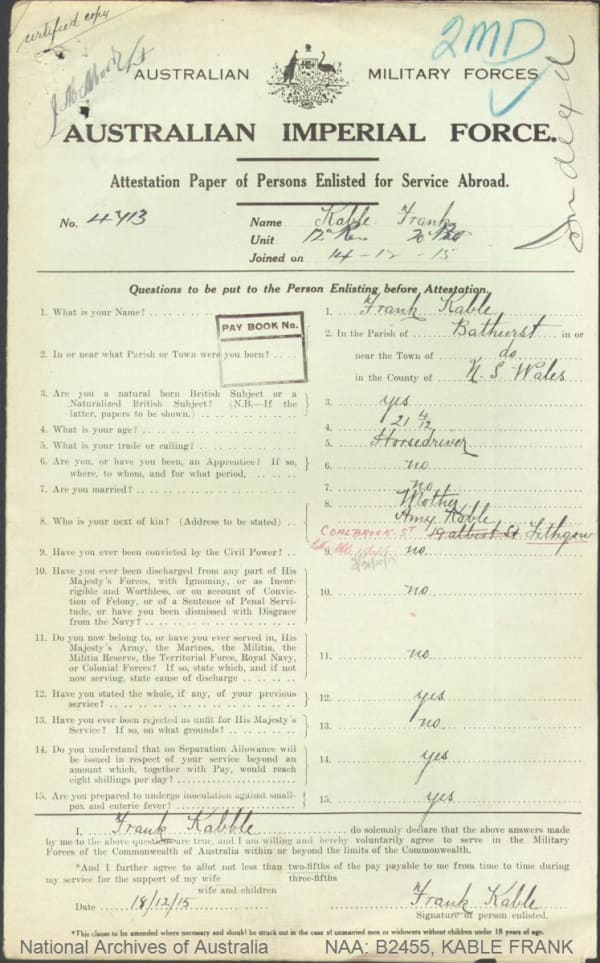 certified copy
2 MD
Indexed
AUSTRALIAN MILITARY FORCES
AUSTRALIAN IMPERIAL FORCE.
Attestation Paper of Persons Enlisted for Service Abroad.
No. 4413 Name Kable Frank
Unit 12th Rein 20 Bn
Joined on 14-12-15
Questions to be put to the Person Enlisting before Attestation.
1. What is your Name? 1. Frank Kable
PAY BOOK No.
2. In or near what Parish or Town were you born? 2. In the Parish of Bathurst in or
near the Town of do
in the County of N. S. Wales
3. Are you a natural born British Subject or a
Naturalized British Subject? (N.B.—If the
latter, papers to be shown.) 3. yes
4. What is your age? 4. 21 4/12
5. What is your trade or calling? 5. Horsedriver
6. Are you, or have you been, an Apprentice? If so,
where, to whom, and for what period, 6. no
7. Are you married? 7. no
8. Who is your next of kin? (Address to be stated) 8. Mother
Amy Kable
COALBROOK ST 19 albert St Lithgow
9. Have you ever been convicted by the Civil Power? 9. no
10. Have you ever been discharged from any part of His
Majesty's Forces, with Ignominy, or as Incor-
rigible and Worthless, or on account of Convic-
tion of Felony, or of a Sentence of Penal Servi-
tude, or have you been dismissed with Disgrace
from the Navy? 10. no
11. Do you now belong to, or have you ever served in, His
Majesty's Army, the Marines, the Militia, the
Militia Reserve, the Territorial Force, Royal Navy,
or Colonial Forces? If so, state which, and if not
now serving, state cause of discharge 11. no
12. Have you stated the whole, if any, of your previous
service? 12. yes
13. Have you ever been rejected as unfit for His Majesty's
Service? If so, on what grounds? 13. no
14. Do you understand that no Separation Allowance will
be issued in respect of your service beyond an
amount which, together with Pay, would reach
eight shillings per day? 14. yes
15. Are you prepared to undergo inoculation against small-
pox and enteric fever? 15. yes
I, Frank Kabble do solemnly declare that the above answers made
by me to the above questions are true, and I am willing and hereby voluntarily agree to serve in the Military
Forces of the Commonwealth of Australia within or beyond the limits of the Commonwealth.
*And I further agree to allot not less than two-fifths of the pay payable to me from time to time during
my service for the support of my wife three-fifths
wife and children
Date 18/12/15 Frank Kable
Signature of person enlisted.
*This clause to be amended where necessary and should be struck out in the case of unmarried men or widowers without children under 18 years of age.
National Archives of Australia NAA: B2455, KABLE FRANK